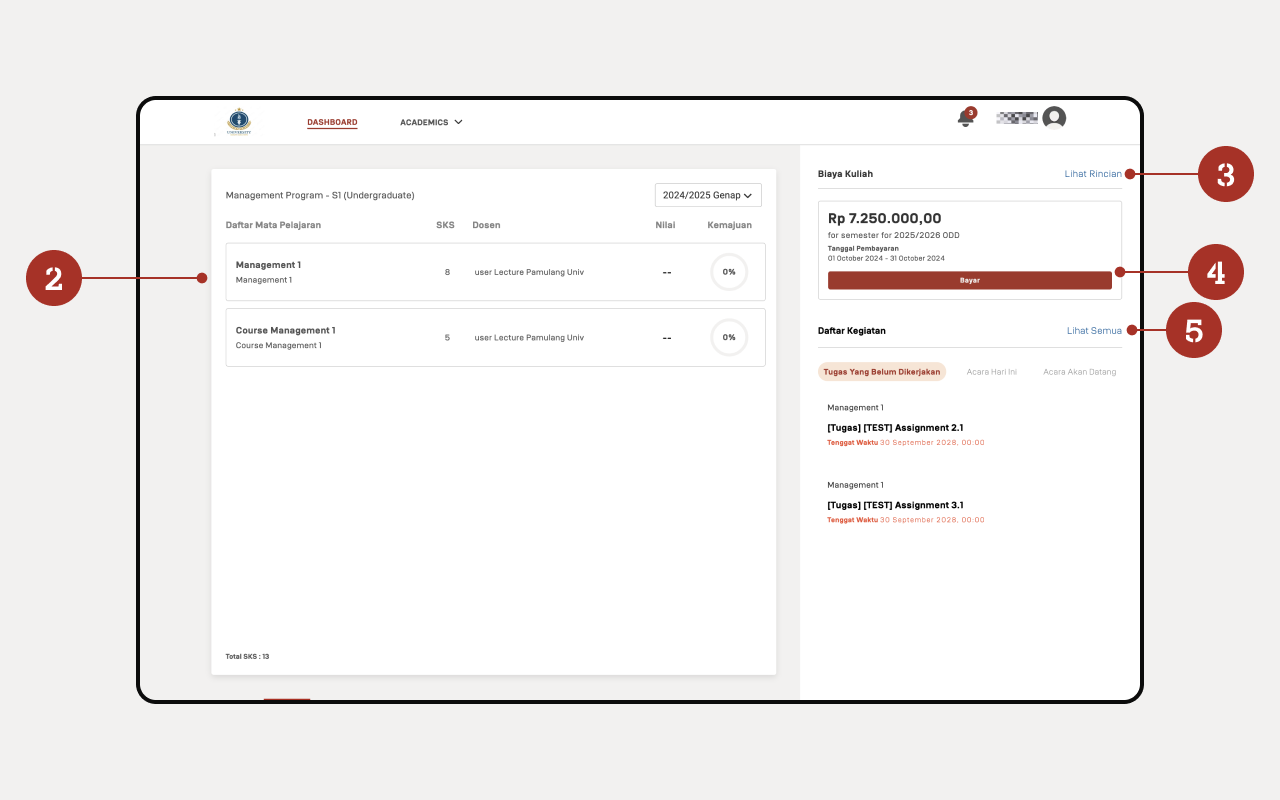 DASHBOARD
ACADEMICS
3
Management Program - S1 (Undergraduate)
2024/2025 Genap
Daftar Mata Pelajaran SKS Dosen Nilai Kemajuan
Management 1
Management 1
8
user Lecture Pamulang Univ
--
0%
Course Management 1
Course Management 1
5
user Lecture Pamulang Univ
--
0%
Total SKS : 13
2
Biaya Kuliah
Lihat Rincian
3
Rp 7.250.000,00
for semester for 2025/2026 ODD
Tanggal Pembayaran
01 October 2024 - 31 October 2024
Bayar
4
Daftar Kegiatan
Lihat Semua
5
Tugas Yang Belum Dikerjakan
Acara Hari Ini
Acara Akan Datang
Management 1
[Tugas] [TEST] Assignment 2.1
Tenggat Waktu 30 September 2028, 00:00
Management 1
[Tugas] [TEST] Assignment 3.1
Tenggat Waktu 30 September 2028, 00:00